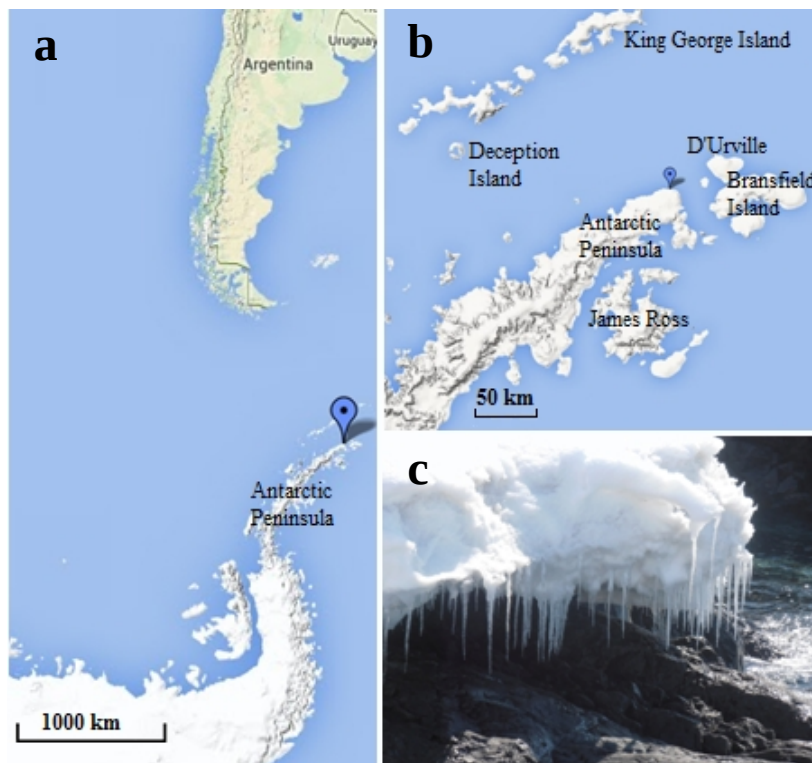 a
Uruguay
Argentina
Antarctic
Peninsula
1000 km
b
King George Island
D'Urville
Deception
Island
Bransfield
Island
Antarctic
Peninsula
James Ross
50 km
c